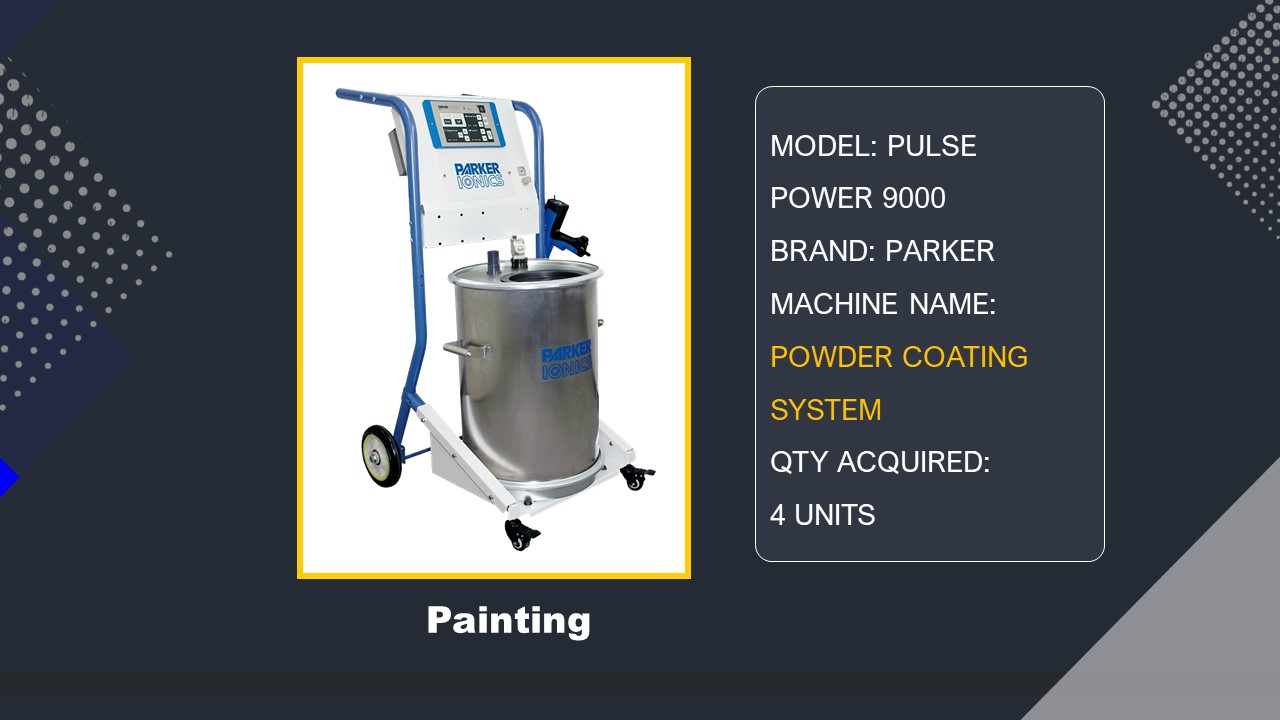 PARKER
IONICS
PARKER
IONICS
Painting
MODEL: PULSE
POWER 9000
BRAND: PARKER
MACHINE NAME:
POWDER COATING
SYSTEM
QTY ACQUIRED:
4 UNITS